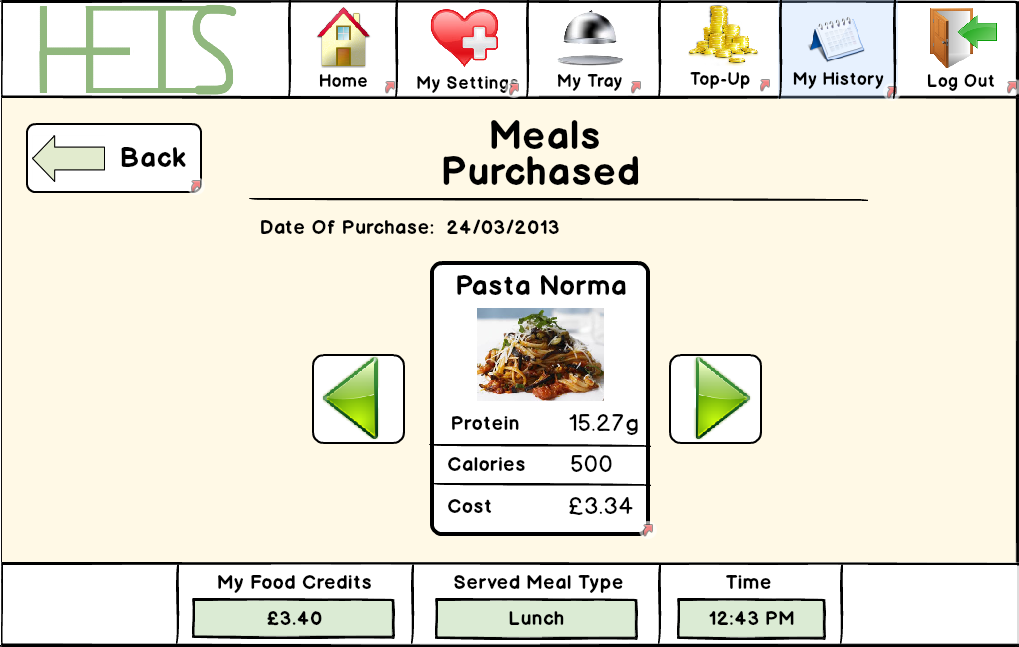 HETS
Home
My Settings
My Tray
Top-Up
My History
Log Out
Back
Meals
Purchased
Date Of Purchase: 24/03/2013
Pasta Norma
Protein 15.27g
Calories 500
Cost £3.34
My Food Credits
£3.40
Served Meal Type
Lunch
Time
12:43 PM